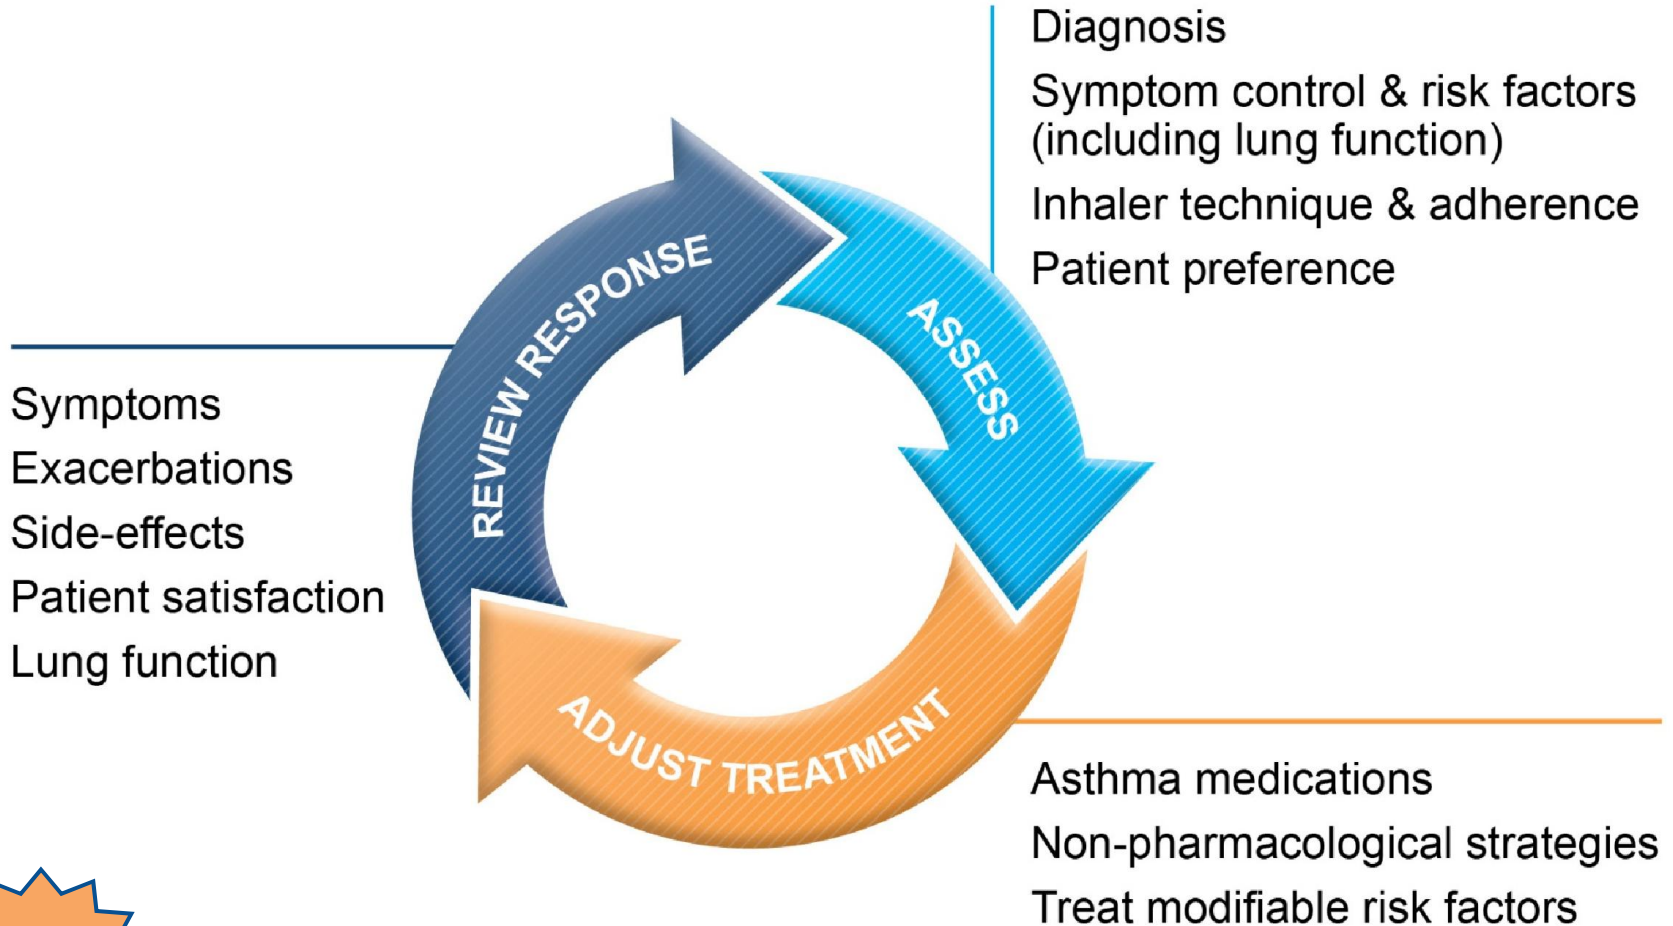 Diagnosis
Symptom control & risk factors
(including lung function)
Inhaler technique & adherence
Patient preference
REVIEW RESPONSE
ASSESS
ADJUST TREATMENT
Symptoms
Exacerbations
Side-effects
Patient satisfaction
Lung function
Asthma medications
Non-pharmacological strategies
Treat modifiable risk factors